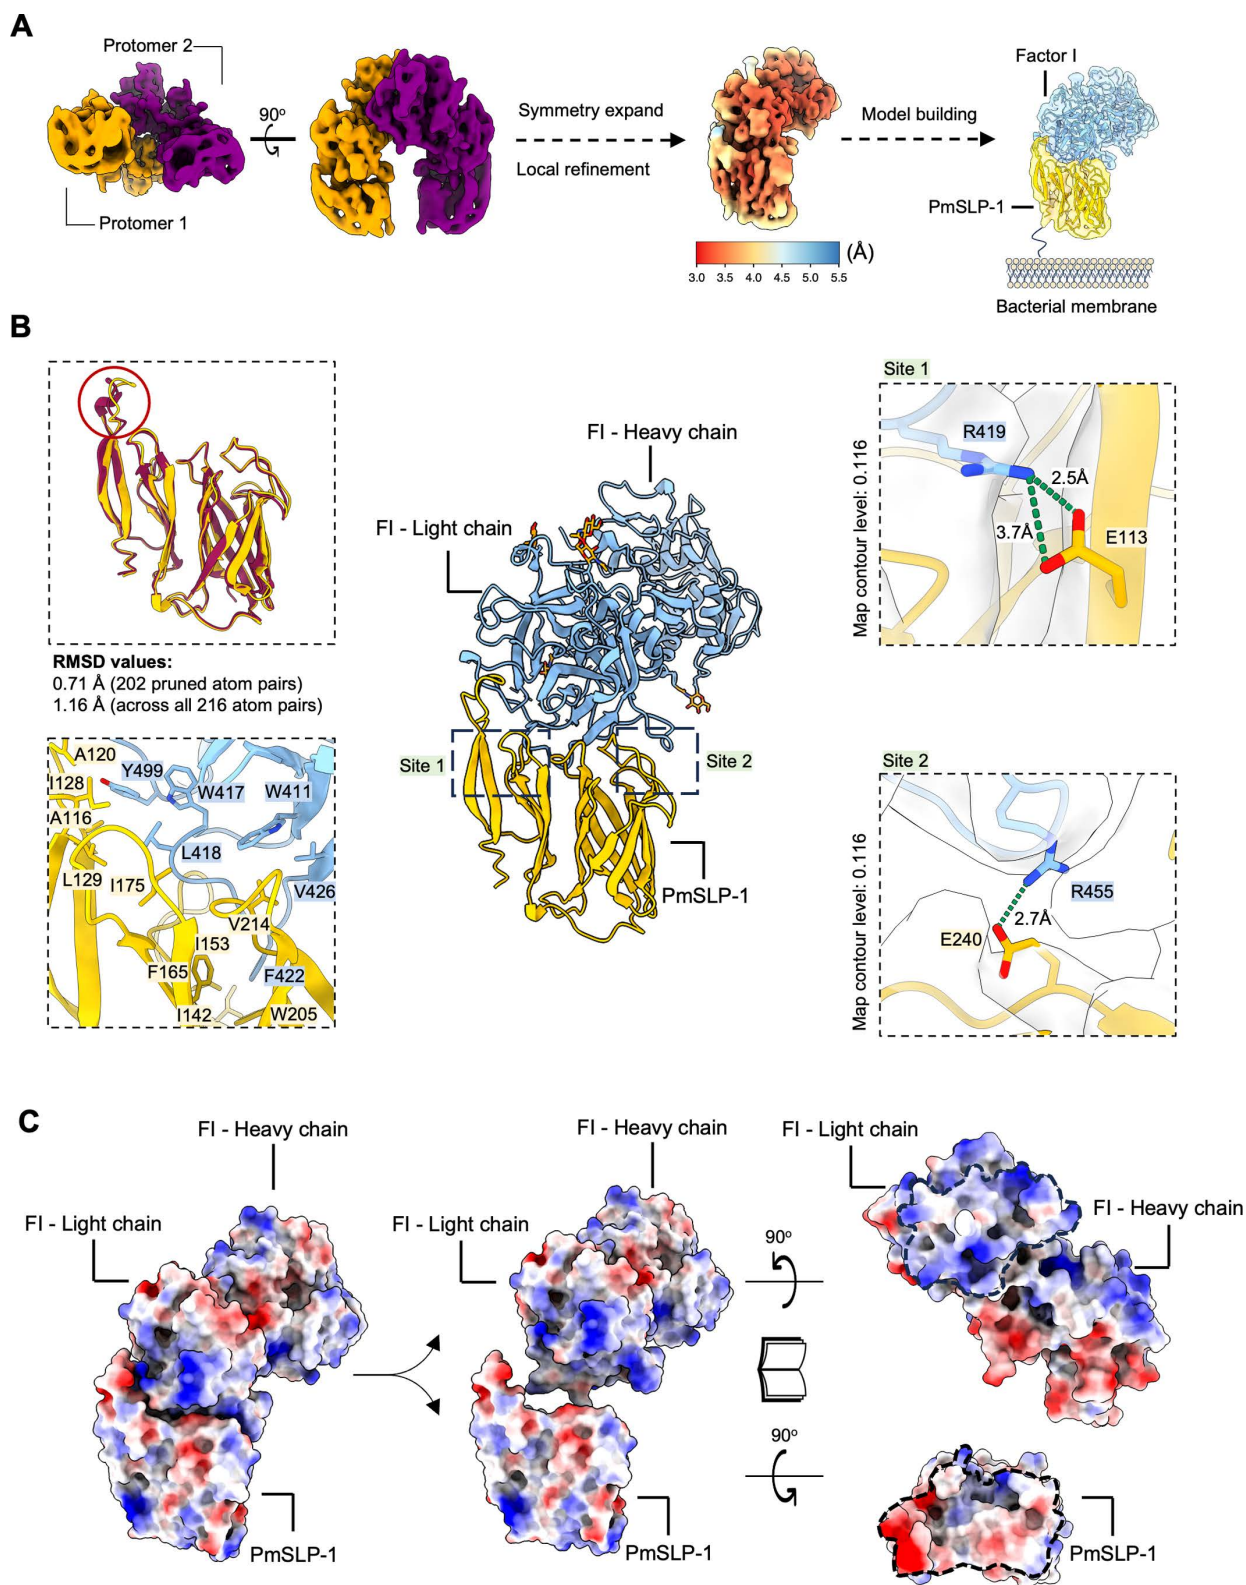 A
Protomer 2
90º
Protomer 1
Symmetry expand
Local refinement
Model building
Factor I
PmSLP-1
(Å)
3.0 3.5 4.0 4.5 5.0 5.5
Bacterial membrane
B
RMSD values:
0.71 Å (202 pruned atom pairs)
1.16 Å (across all 216 atom pairs)
A120
Y499
I128
W417
W411
A116
L418
L129
I175
V426
V214
I153
F165
F422
I142
W205
FI - Heavy chain
FI - Light chain
Site 1
Site 2
PmSLP-1
Site 1
Map contour level: 0.116
R419
2.5Å
3.7Å
E113
Site 2
Map contour level: 0.116
R455
2.7Å
E240
C
FI - Heavy chain
FI - Light chain
PmSLP-1
FI - Heavy chain
FI - Light chain
PmSLP-1
90º
90º
FI - Light chain
FI - Heavy chain
PmSLP-1